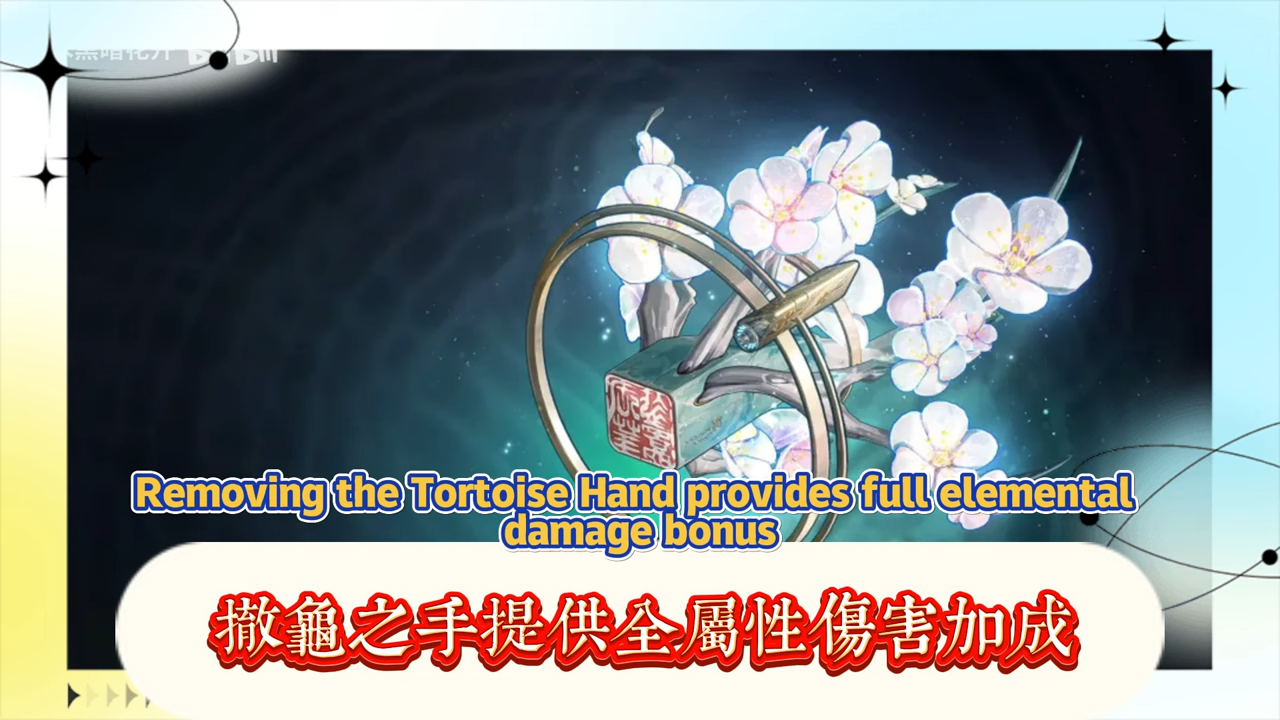 Removing the Tortoise Hand provides full elemental
damage bonus
撤龜之手提供全屬性傷害加成